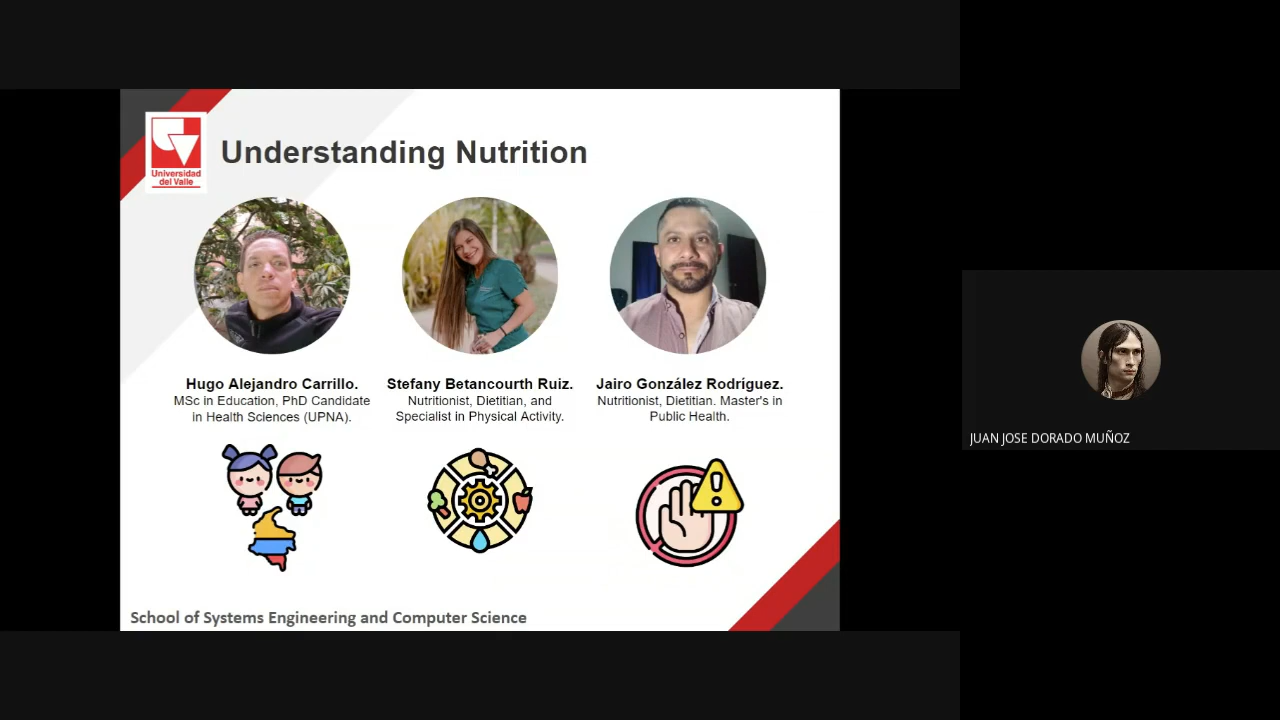 Universidad
del Valle
Understanding Nutrition
Hugo Alejandro Carrillo.
MSc in Education, PhD Candidate
in Health Sciences (UPNA).
Stefany Betancourth Ruiz.
Nutritionist, Dietitian, and
Specialist in Physical Activity.
Jairo González Rodríguez.
Nutritionist, Dietitian. Master's in
Public Health.
School of Systems Engineering and Computer Science
JUAN JOSE DORADO MUÑOZ